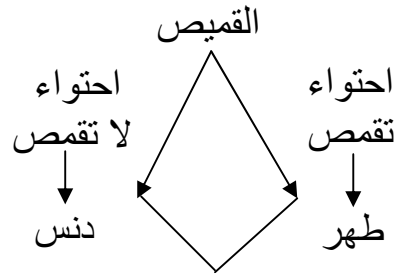 القميص
احتواء
تقمص
طهر
احتواء
لا تقمص
دنس